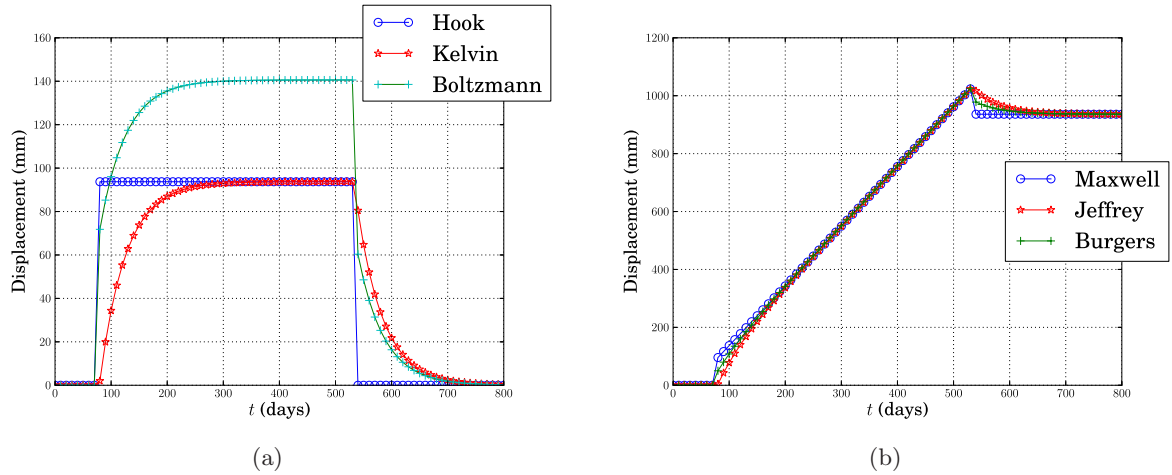 Hook
Kelvin
Boltzmann
160
140
120
100
80
60
40
20
0
Displacement (mm)
0 100 200 300 400 500 600 700 800
t (days)
(a)
1200
1000
800
600
400
200
0
Displacement (mm)
Maxwell
Jeffrey
Burgers
0 100 200 300 400 500 600 700 800
t (days)
(b)